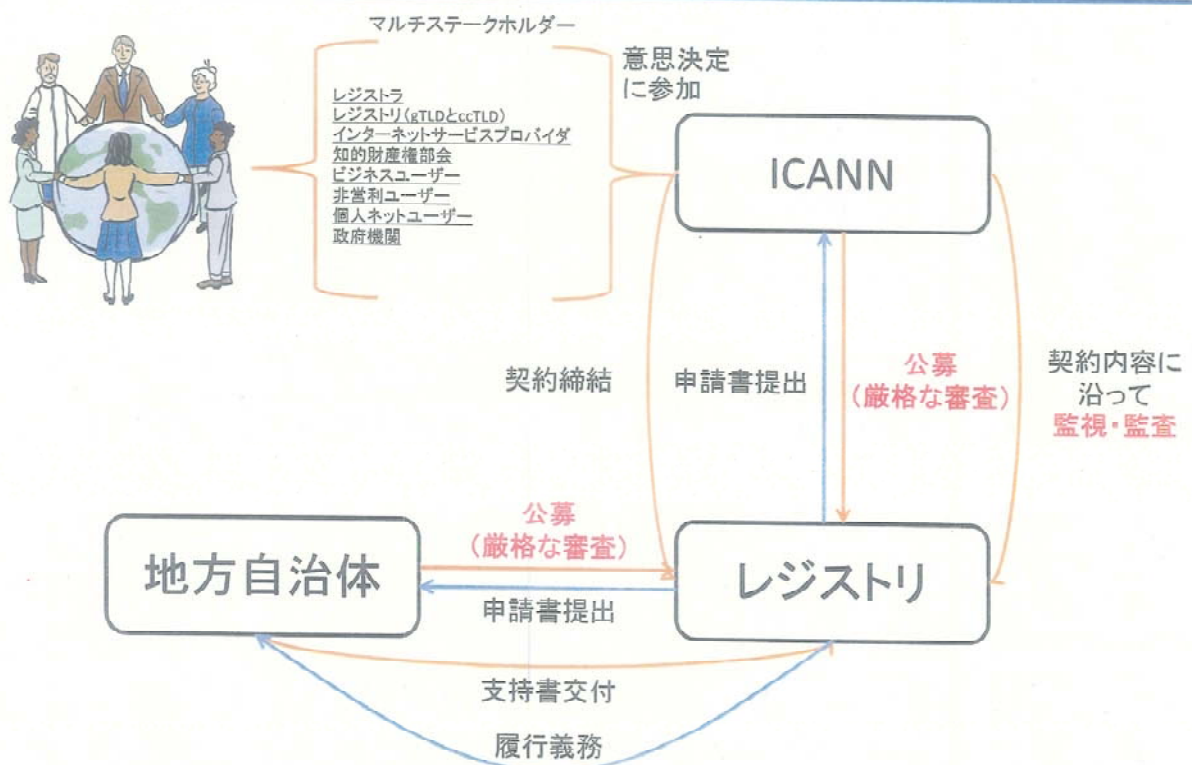 マルチステークホルダー
意思決定
に参加
レジストラ
レジストリ(gTLDとccTLD)
インターネットサービスプロバイダ
知的財産権部会
ビジネスユーザー
非営利ユーザー
個人ネットユーザー
政府機関
ICANN
契約締結
申請書提出
公募
(厳格な審査)
契約内容に
沿って
監視・監査
地方自治体
公募
(厳格な審査)
申請書提出
レジストリ
支持書交付
履行義務